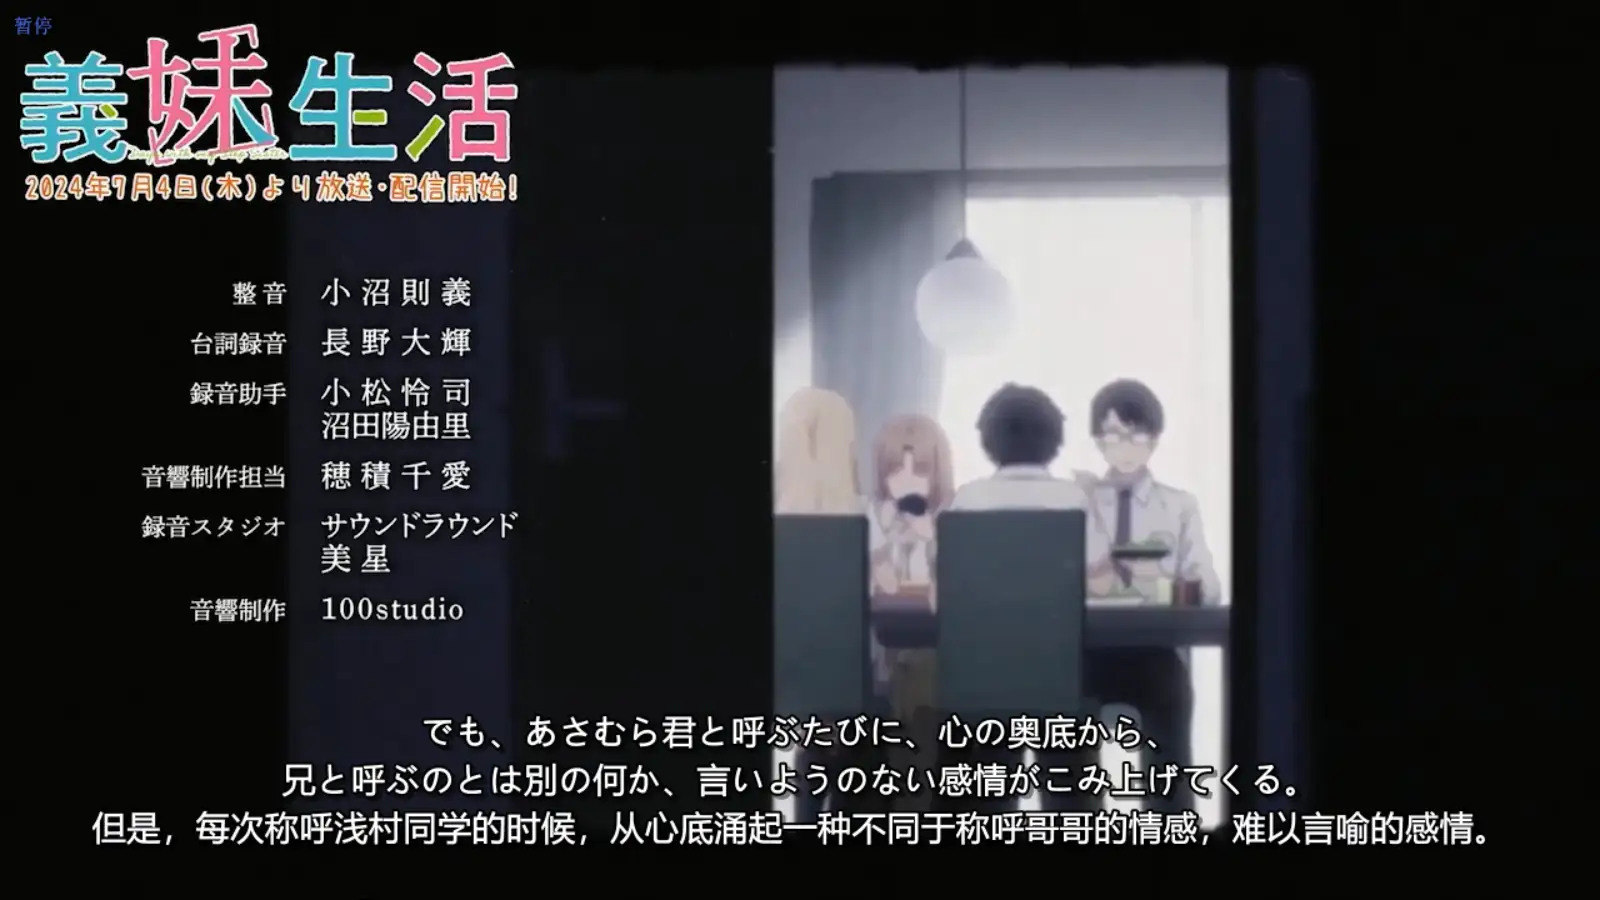 暂停
義妹生活
Days with my Step Sister
2024年7月4日(木)より放送・配信開始!
整音 小沼則義
台詞録音 長野大輝
録音助手 小松怜司
沼田陽由里
音響制作担当 穂積千愛
録音スタジオ サウンドラウンド
美星
音響制作 100studio
でも、あさむら君と呼ぶたびに、心の奥底から、
兄と呼ぶのとは別の何か、言いようのない感情がこみ上げてくる。
但是，每次称呼浅村同学的时候，从心底涌起一种不同于称呼哥哥的情感，难以言喻的感情。